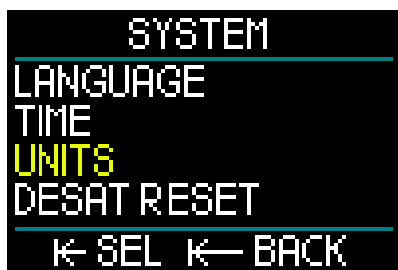 SYSTEM
LANGUAGE
TIME
UNITS
DESAT RESET
SEL BACK